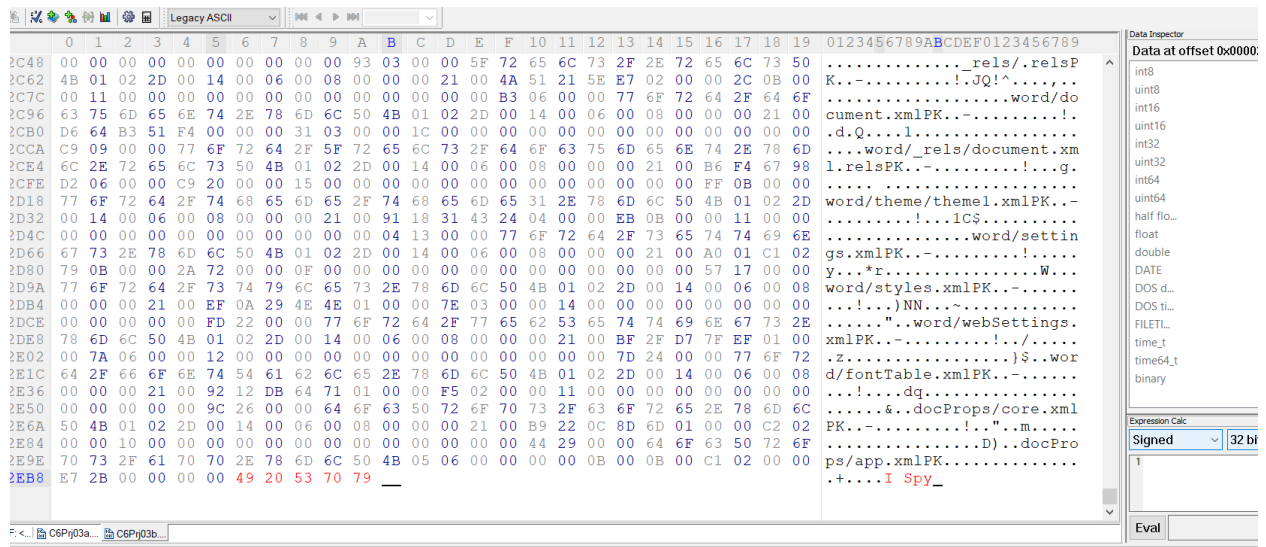 Legacy ASCII
Data Inspector
0 1 2 3 4 5 6 7 8 9 A B C D E F 10 11 12 13 14 15 16 17 18 19 0123456789ABCDEF0123456789
Data at offset 0x0000
2C48 00 00 00 00 00 00 00 00 93 03 00 00 5F 72 65 6C 73 2F 2E 72 65 6C 73 50 .............._rels/.relsP
2C62 4B 01 02 2D 00 14 00 06 00 08 00 00 00 21 00 4A 51 21 5E E7 02 00 00 2C 0B 00 K..-.........!.JQ!^....,..
2C7C 00 11 00 00 00 00 00 00 00 00 00 00 00 00 00 B3 06 00 00 77 6F 72 64 2F 64 6F ...................word/do
2C96 63 75 6D 65 6E 74 2E 78 6D 6C 50 4B 01 02 2D 00 14 00 06 00 08 00 00 00 21 00 cument.xmlPK..-.........!.
2CB0 D6 64 B3 51 F4 00 00 00 31 03 00 00 1C 00 00 00 00 00 00 00 00 00 00 00 00 00 .d.Q....1.................
2CCA C9 09 00 00 77 6F 72 64 2F 5F 72 65 6C 73 2F 64 6F 63 75 6D 65 6E 74 2E 78 6D ....word/_rels/document.xm
2CE4 6C 2E 72 65 6C 73 50 4B 01 02 2D 00 14 00 06 00 08 00 00 00 21 00 B6 F4 67 98 l.relsPK..-.........!...g.
2CFE D2 06 00 00 C9 20 00 00 15 00 00 00 00 00 00 00 00 00 00 00 00 00 FF 0B 00 00 ..... ....................
2D18 77 6F 72 64 2F 74 68 65 6D 65 2F 74 68 65 6D 65 31 2E 78 6D 6C 50 4B 01 02 2D word/theme/theme1.xmlPK..-
2D32 00 14 00 06 00 08 00 00 00 21 00 91 18 31 43 24 04 00 00 EB 0B 00 00 11 00 00 .........!...1C$..........
2D4C 00 00 00 00 00 00 00 00 00 00 00 04 13 00 00 77 6F 72 64 2F 73 65 74 74 69 6E ...............word/settin
2D66 67 73 2E 78 6D 6C 50 4B 01 02 2D 00 14 00 06 00 08 00 00 00 21 00 A0 01 C1 02 gs.xmlPK..-.........!.....
2D80 79 0B 00 00 2A 72 00 00 0F 00 00 00 00 00 00 00 00 00 00 00 00 00 57 17 00 00 y...*r................W...
2D9A 77 6F 72 64 2F 73 74 79 6C 65 73 2E 78 6D 6C 50 4B 01 02 2D 00 14 00 06 00 08 word/styles.xmlPK..-......
2DB4 00 00 00 21 00 EF 0A 29 4E 4E 01 00 00 7E 03 00 00 14 00 00 00 00 00 00 00 00 ...!...)NN...~............
2DCE 00 00 00 00 00 FD 22 00 00 77 6F 72 64 2F 77 65 62 53 65 74 74 69 6E 67 73 2E ......"..word/webSettings.
2DE8 78 6D 6C 50 4B 01 02 2D 00 14 00 06 00 08 00 00 00 21 00 BF 2F D7 7F EF 01 00 xmlPK..-.........!../.....
2E02 00 7A 06 00 00 12 00 00 00 00 00 00 00 00 00 00 00 00 00 7D 24 00 00 77 6F 72 .z.................}$..wor
2E1C 64 2F 66 6F 6E 74 54 61 62 6C 65 2E 78 6D 6C 50 4B 01 02 2D 00 14 00 06 00 08 d/fontTable.xmlPK..-......
2E36 00 00 00 21 00 92 12 DB 64 71 01 00 00 F5 02 00 00 11 00 00 00 00 00 00 00 00 ...!....dq................
2E50 00 00 00 00 00 9C 26 00 00 64 6F 63 50 72 6F 70 73 2F 63 6F 72 65 2E 78 6D 6C ......&..docProps/core.xml
2E6A 50 4B 01 02 2D 00 14 00 06 00 08 00 00 00 21 00 B9 22 0C 8D 6D 01 00 00 C2 02 PK..-.........!.."..m.....
2E84 00 00 10 00 00 00 00 00 00 00 00 00 00 00 00 00 44 29 00 00 64 6F 63 50 72 6F ................D)..docPro
2E9E 70 73 2F 61 70 70 2E 78 6D 6C 50 4B 05 06 00 00 00 00 0B 00 0B 00 C1 02 00 00 ps/app.xmlPK..............
2EB8 E7 2B 00 00 00 00 49 20 53 70 79 .+....I Spy
int8
uint8
int16
uint16
int32
uint32
int64
uint64
half flo...
float
double
DATE
DOS d...
DOS ti...
FILETI...
time_t
time64_t
binary
Expression Calc
Signed 32 bi
1
Eval
F: <... C6Prj03a.... C6Prj03b....